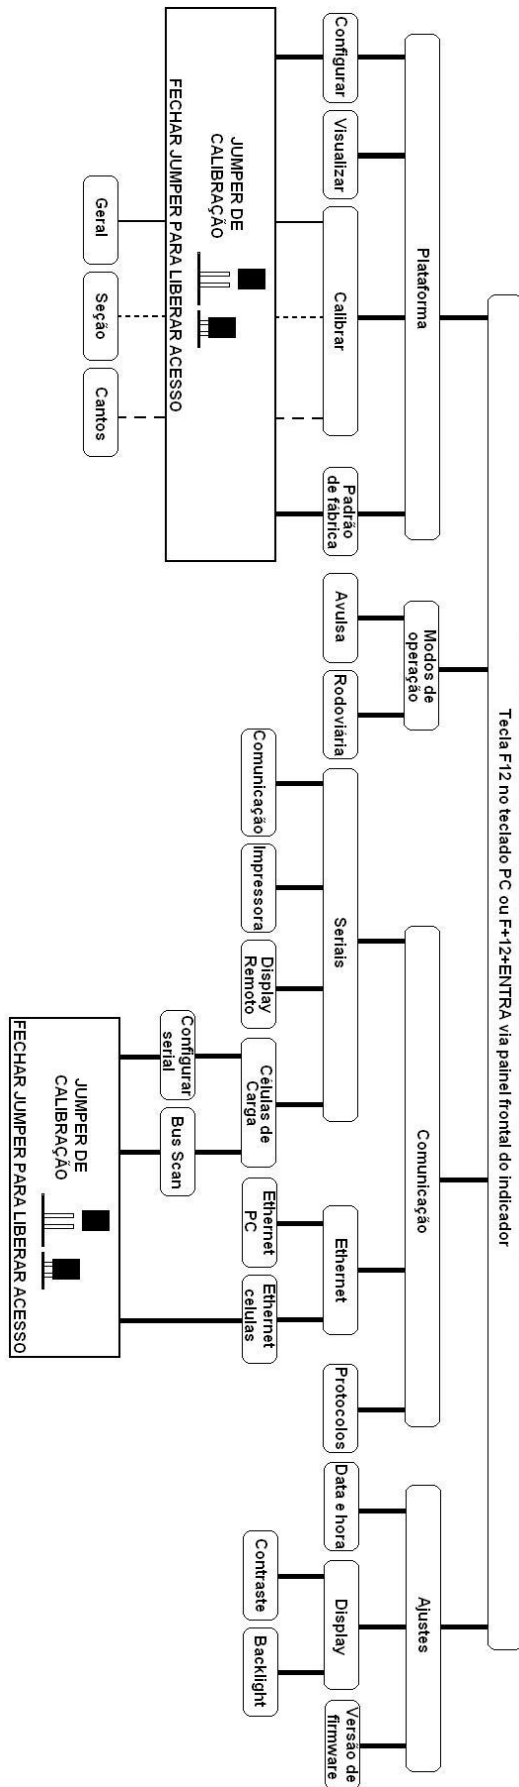 Tecla F12 no teclado PC ou F+12+ENTRA via painel frontal do indicador
Plataforma
Modos de
operação
Comunicação
Ajustes
Configurar
Visualizar
Calibrar
Padrão
de fábrica
Avulsa
Rodoviária
Seriais
Ethernet
Protocolos
Data e hora
Display
Versão de
firmware
Comunicação
Impressora
Display
Remoto
Células de
Carga
Ethernet
PC
Ethernet
celulas
Contraste
Backlight
JUMPER DE
CALIBRAÇÃO
FECHAR JUMPER PARA LIBERAR ACESSO
Configurar
serial
Bus Scan
Geral
Seção
Cantos
JUMPER DE
CALIBRAÇÃO
FECHAR JUMPER PARA LIBERAR ACESSO